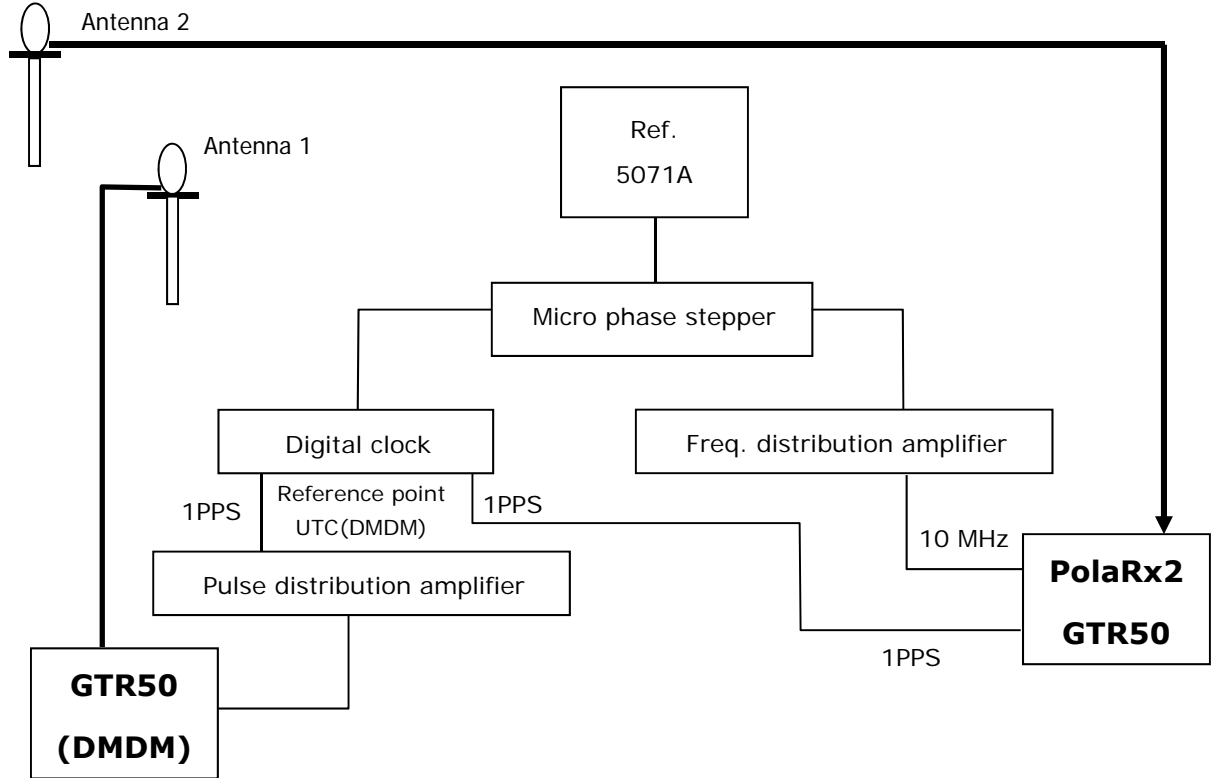 Antenna 2
Antenna 1
Ref.
5071A
Micro phase stepper
Digital clock
Freq. distribution amplifier
1PPS
Reference point
UTC(DMDM)
1PPS
10 MHz
Pulse distribution amplifier
PolaRx2
GTR50
1PPS
GTR50
(DMDM)